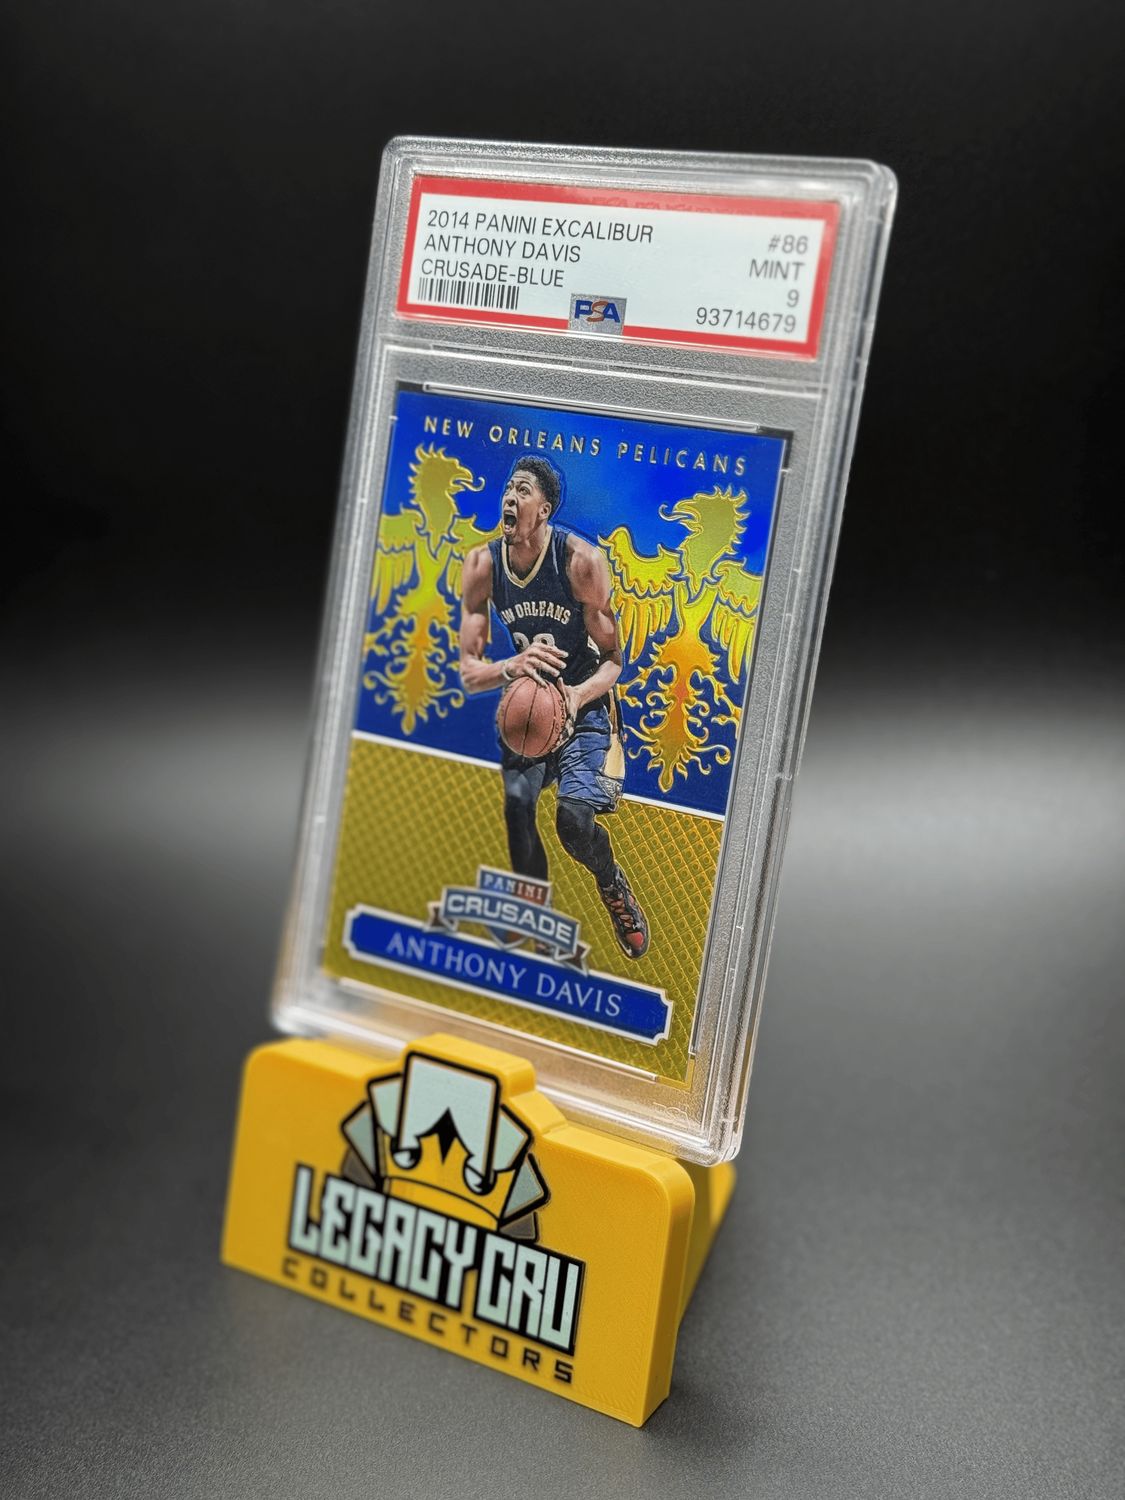 2014 PANINI EXCALIBUR #86
ANTHONY DAVIS MINT
CRUSADE-BLUE 9
PSA 93714679
NEW ORLEANS PELICANS
NEW ORLEANS
PANINI
CRUSADE
ANTHONY DAVIS
LEGACY CRU
COLLECTORS